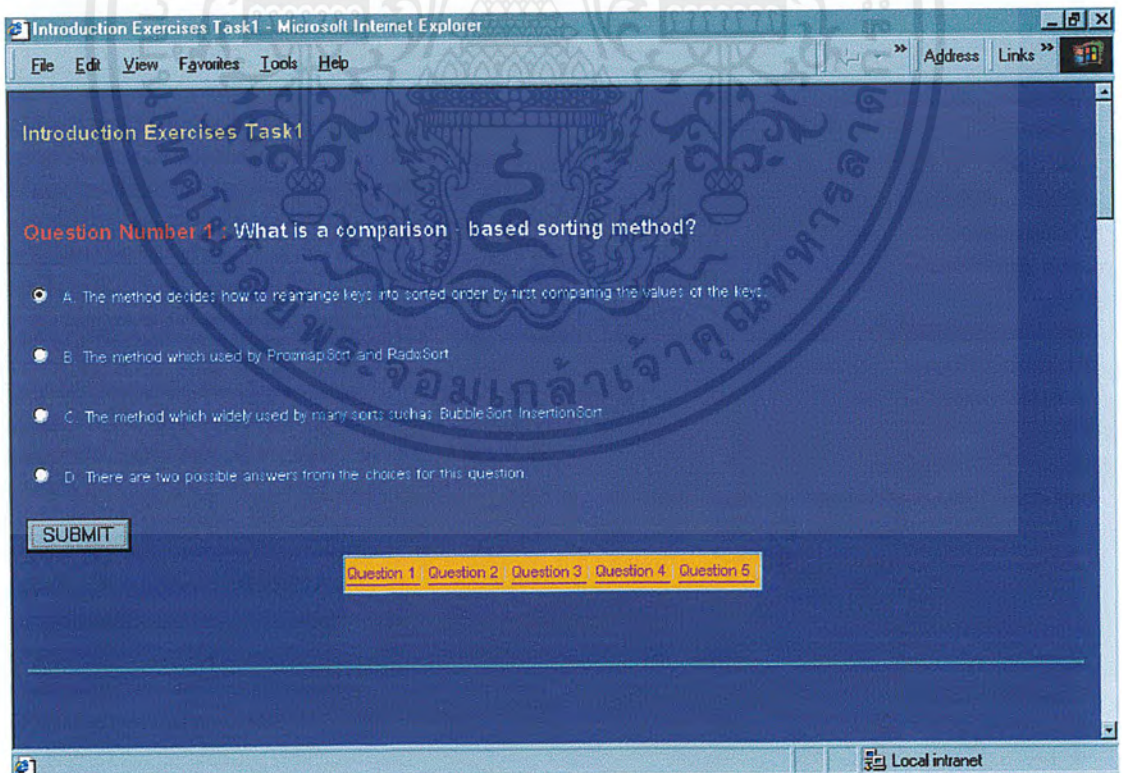 Introduction Exercises Task1 - Microsoft Internet Explorer
File Edit View Favorites Tools Help
» Address Links »
Introduction Exercises Task1
Question Number 1 : What is a comparison - based sorting method?
A. The method decides how to rearrange keys into sorted order by first comparing the values of the keys.
B. The method which used by ProxmapSort and RadixSort.
C. The method which widely used by many sorts suchas BubbleSort InsertionSort
D. There are two possible answers from the choices for this question.
SUBMIT
Question 1 Question 2 Question 3 Question 4 Question 5
Local intranet